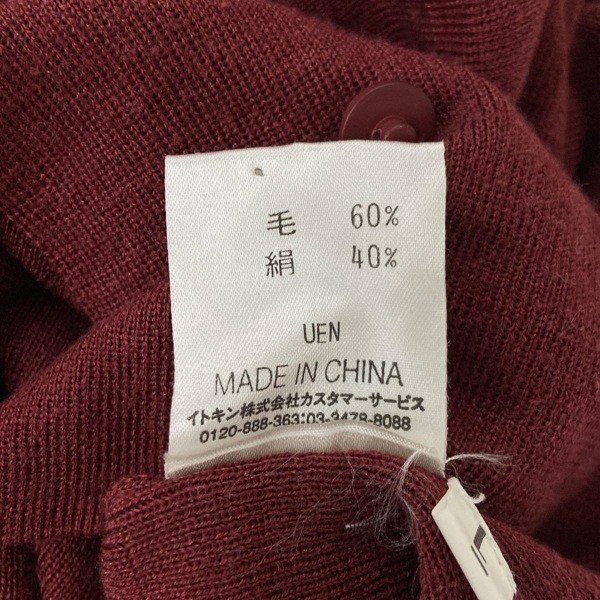 毛 60%
絹 40%
UEN
MADE IN CHINA
イトキン株式会社カスタマーサービス
0120-888-363:03-3478-8088